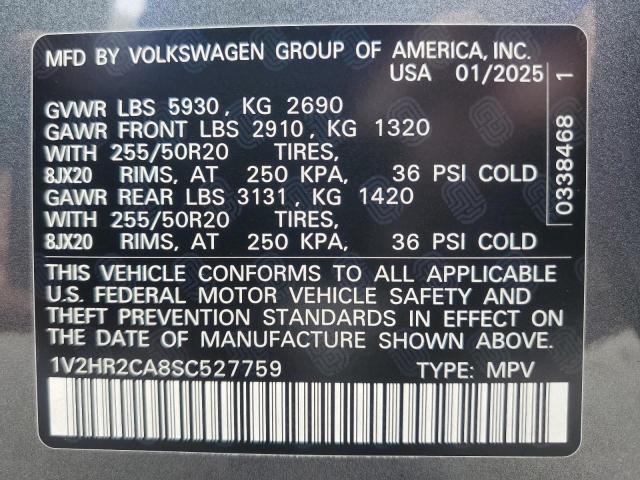 MFD BY VOLKSWAGEN GROUP OF AMERICA, INC.
USA 01/2025
GVWR LBS 5930, KG 2690
GAWR FRONT LBS 2910, KG 1320
WITH 255/50R20 TIRES,
8JX20 RIMS, AT 250 KPA, 36 PSI COLD
GAWR REAR LBS 3131, KG 1420
WITH 255/50R20 TIRES,
8JX20 RIMS, AT 250 KPA, 36 PSI COLD
0338468 1
THIS VEHICLE CONFORMS TO ALL APPLICABLE
U.S. FEDERAL MOTOR VEHICLE SAFETY AND
THEFT PREVENTION STANDARDS IN EFFECT ON
THE DATE OF MANUFACTURE SHOWN ABOVE.
1V2HR2CA8SC527759 TYPE: MPV